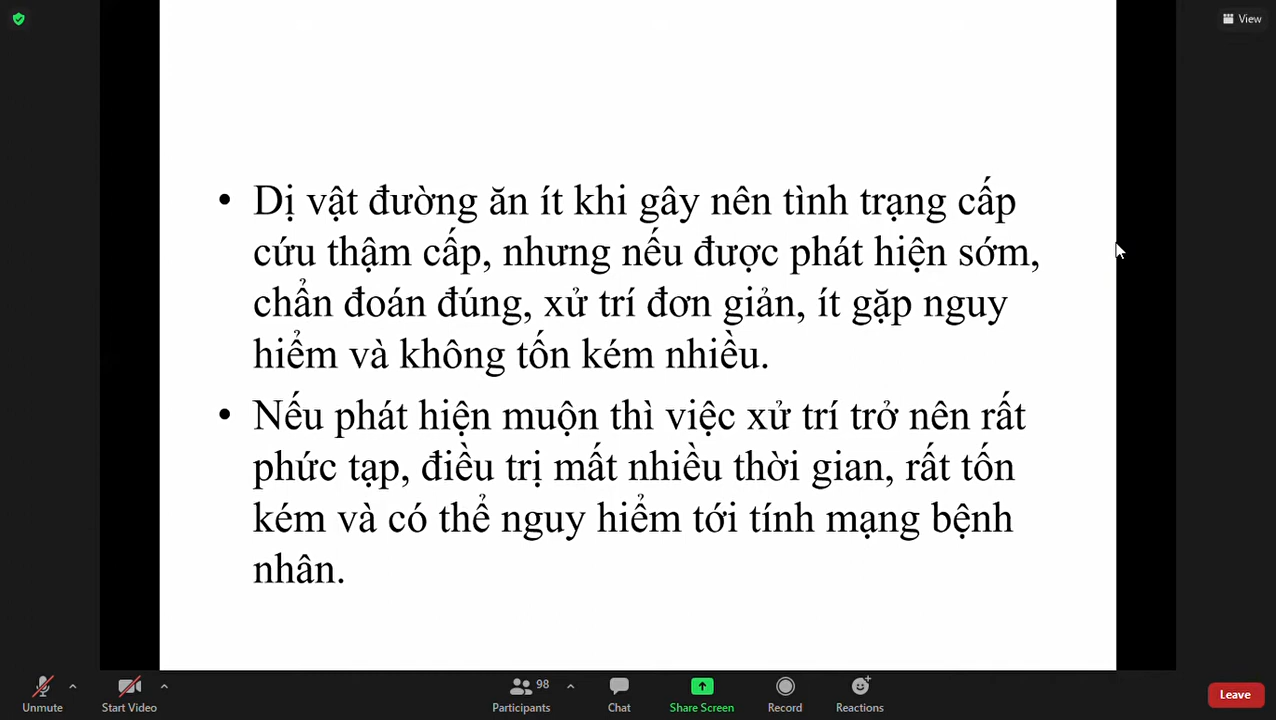 View
• Dị vật đường ăn ít khi gây nên tình trạng cấp
cứu thậm cấp, nhưng nếu được phát hiện sớm,
chẩn đoán đúng, xử trí đơn giản, ít gặp nguy
hiểm và không tốn kém nhiều.
• Nếu phát hiện muộn thì việc xử trí trở nên rất
phức tạp, điều trị mất nhiều thời gian, rất tốn
kém và có thể nguy hiểm tới tính mạng bệnh
nhân.
98
Unmute Start Video Participants Chat Share Screen Record Reactions Leave